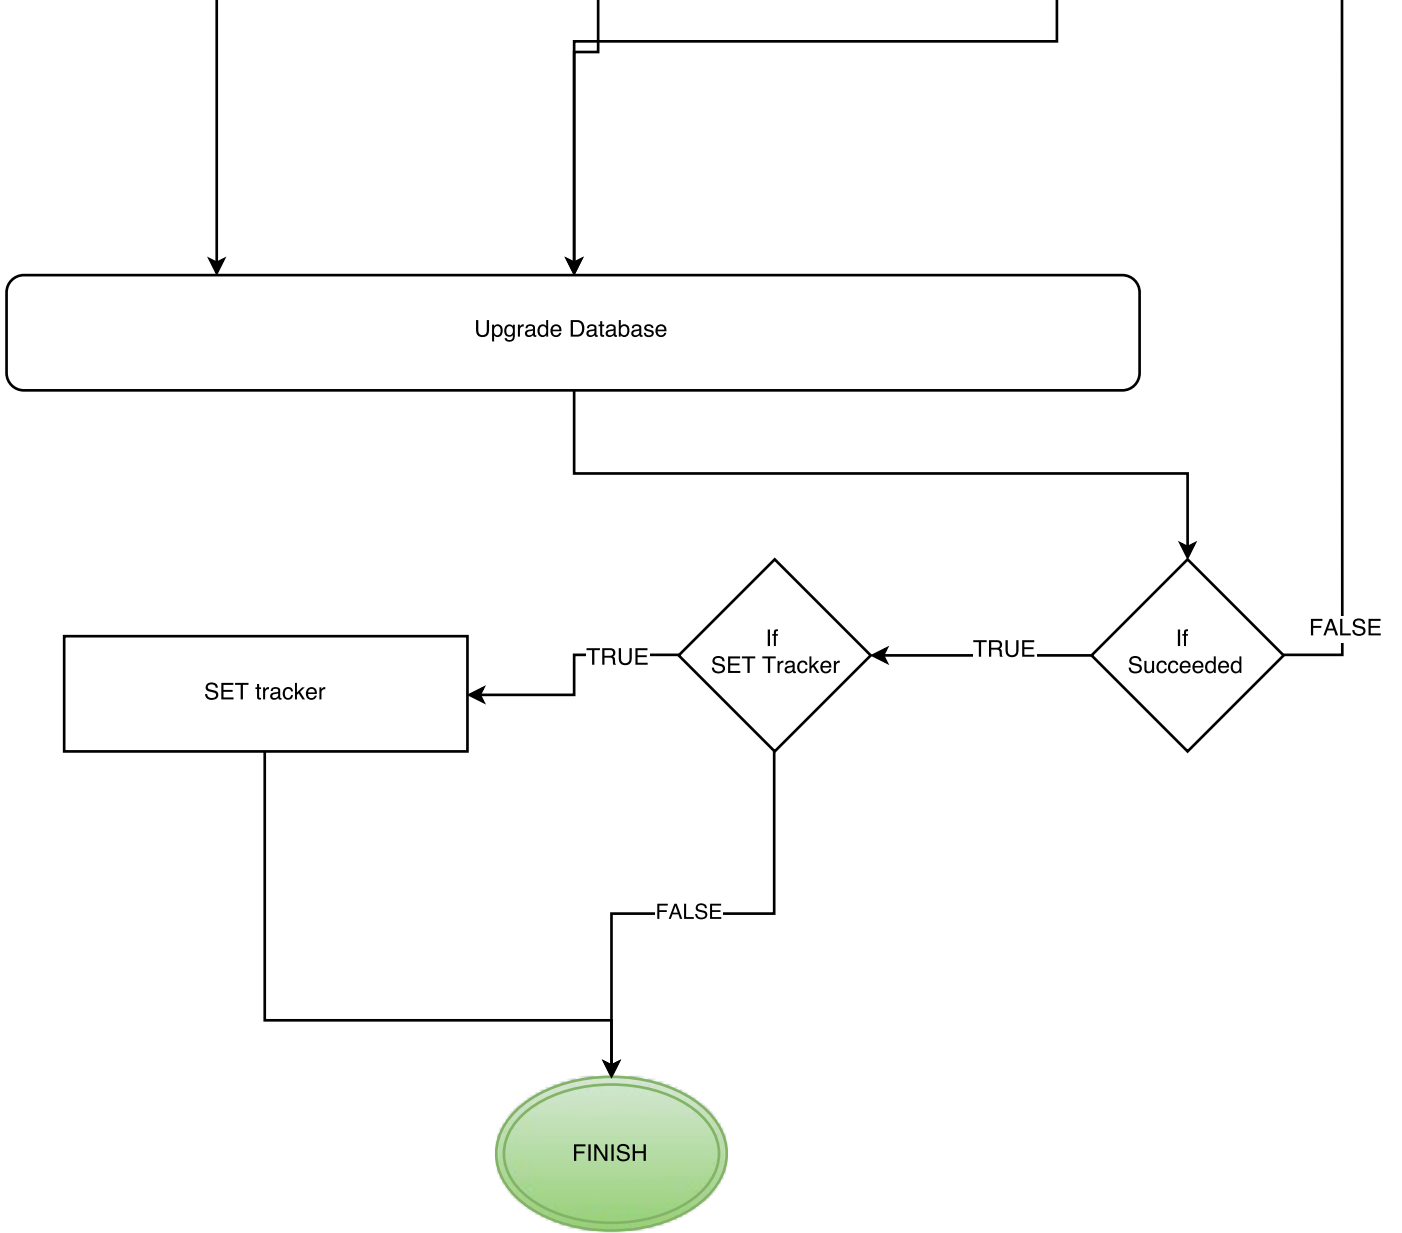 Upgrade Database
If
SET Tracker
TRUE
If
Succeeded
FALSE
TRUE
SET tracker
FALSE
FINISH